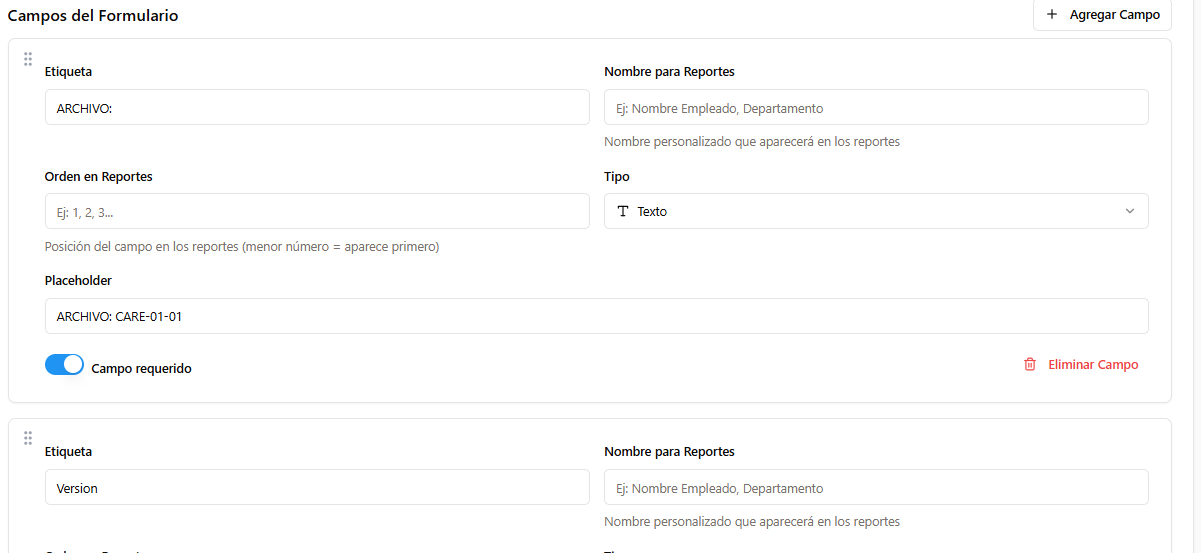 Campos del Formulario
Agregar Campo
Etiqueta
Nombre para Reportes
ARCHIVO:
Ej: Nombre Empleado, Departamento
Nombre personalizado que aparecerá en los reportes
Orden en Reportes
Tipo
Ej: 1, 2, 3...
Texto
Posición del campo en los reportes (menor número = aparece primero)
Placeholder
ARCHIVO: CARE-01-01
Campo requerido
Eliminar Campo
Etiqueta
Nombre para Reportes
Version
Ej: Nombre Empleado, Departamento
Nombre personalizado que aparecerá en los reportes